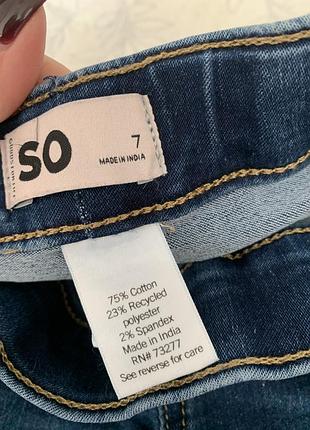 SO
7
MADE IN INDIA
75% Cotton
23% Recycled
polyester
2% Spandex
Made in India
RN# 73277
See reverse for care